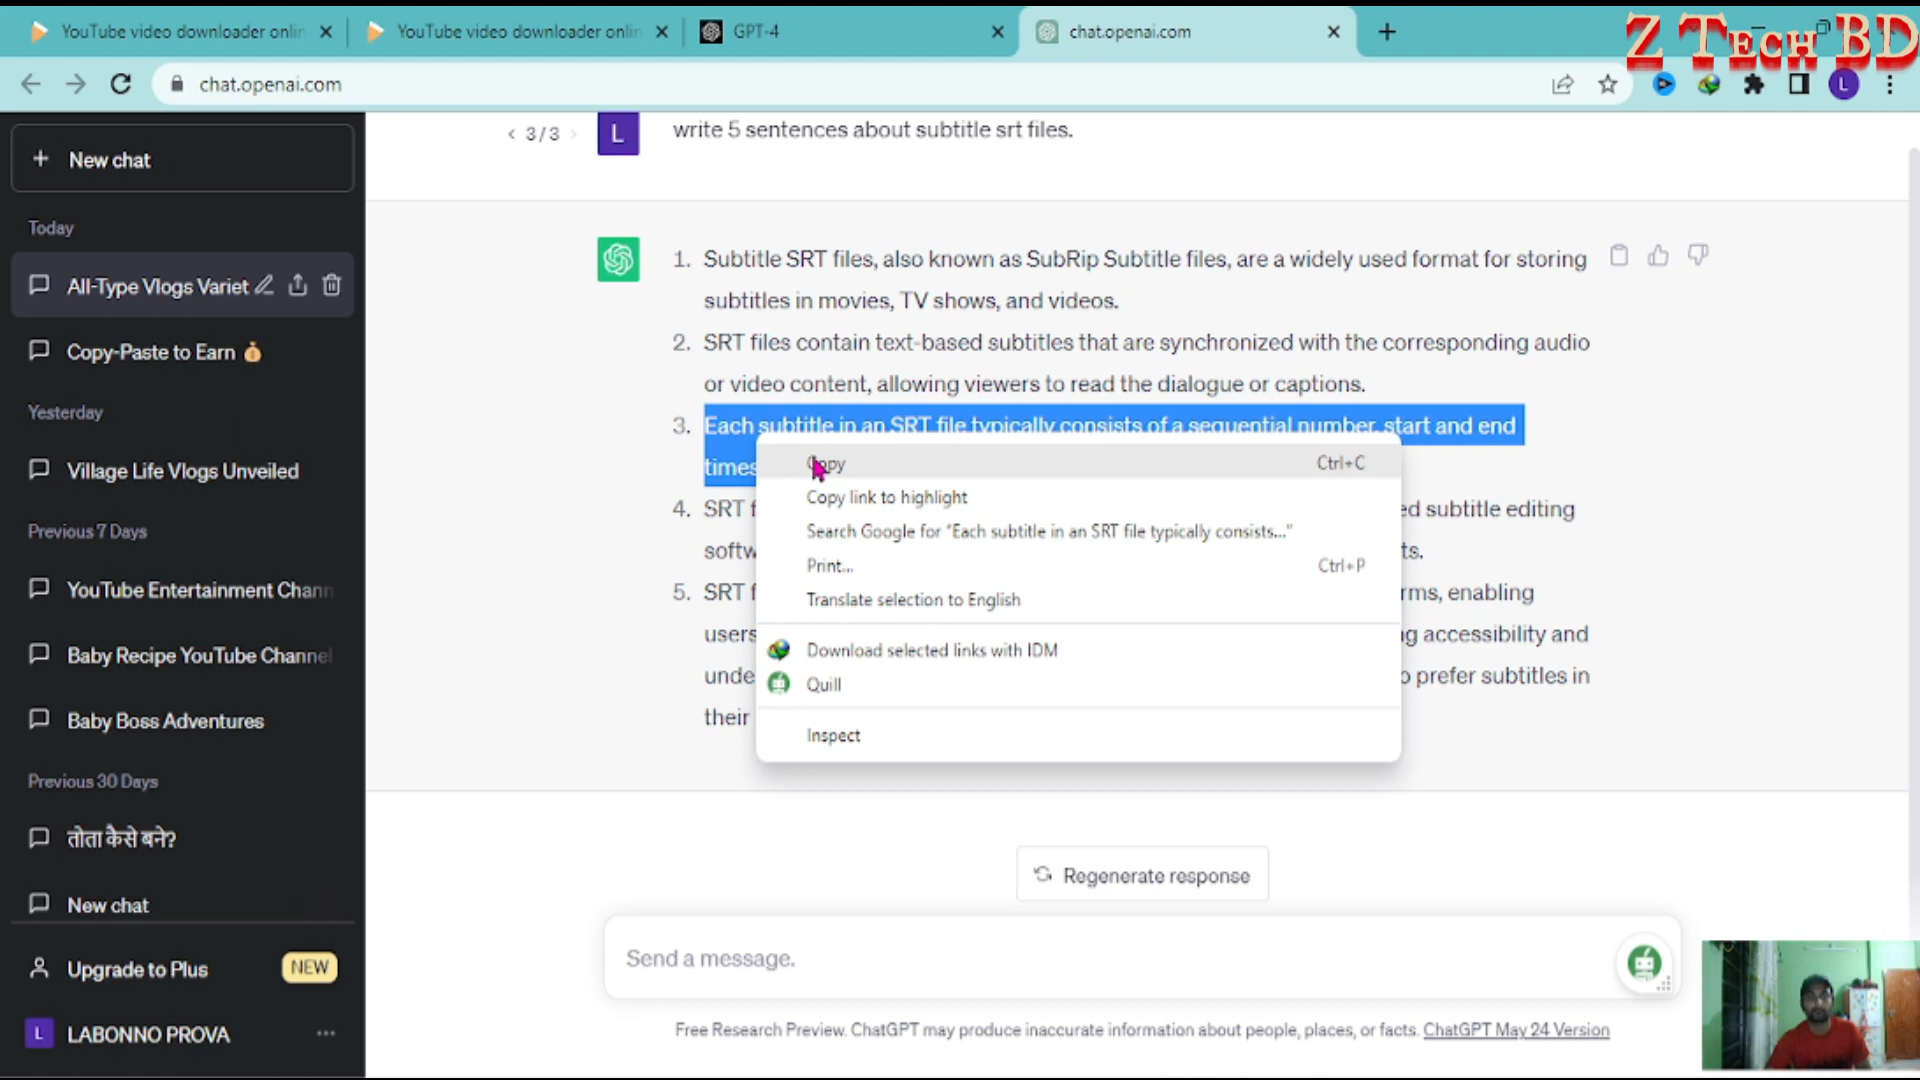 YouTube video downloader onlin
YouTube video downloader onlin
GPT-4
chat.openai.com
Z Tech BD
chat.openai.com
L
New chat
Today
All-Type Vlogs Variet
Copy-Paste to Earn 💰
Yesterday
Village Life Vlogs Unveiled
Previous 7 Days
YouTube Entertainment Chann
Baby Recipe YouTube Channel
Baby Boss Adventures
Previous 30 Days
तोता कैसे बने?
New chat
Upgrade to Plus NEW
L LABONNO PROVA
< 3/3 >
L
write 5 sentences about subtitle srt files.
1. Subtitle SRT files, also known as SubRip Subtitle files, are a widely used format for storing
subtitles in movies, TV shows, and videos.
2. SRT files contain text-based subtitles that are synchronized with the corresponding audio
or video content, allowing viewers to read the dialogue or captions.
3. Each subtitle in an SRT file typically consists of a sequential number, start and end
times
4. SRT f ed subtitle editing
softw ts.
5. SRT f rms, enabling
users g accessibility and
unde o prefer subtitles in
their
Copy Ctrl+C
Copy link to highlight
Search Google for "Each subtitle in an SRT file typically consists..."
Print... Ctrl+P
Translate selection to English
Download selected links with IDM
Quill
Inspect
Regenerate response
Send a message.
Free Research Preview. ChatGPT may produce inaccurate information about people, places, or facts. ChatGPT May 24 Version